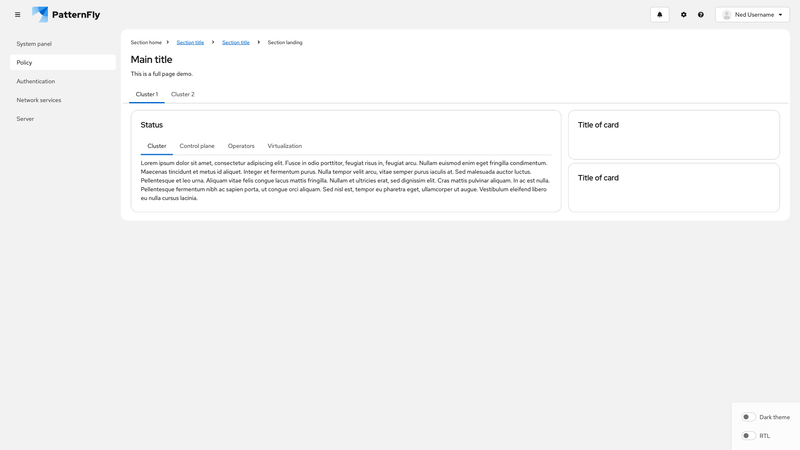 PatternFly
Ned Username
System panel
Policy
Authentication
Network services
Server
Section home > Section title > Section title > Section landing
Main title
This is a full page demo.
Cluster 1 Cluster 2
Status
Cluster Control plane Operators Virtualization
Lorem ipsum dolor sit amet, consectetur adipiscing elit. Fusce in odio porttitor, feugiat risus in, feugiat arcu. Nullam euismod enim eget fringilla condimentum.
Maecenas tincidunt et metus id aliquet. Integer et fermentum purus. Nulla tempor velit arcu, vitae semper purus iaculis at. Sed malesuada auctor luctus.
Pellentesque et leo urna. Aliquam vitae felis congue lacus mattis fringilla. Nullam et ultricies erat, sed dignissim elit. Cras mattis pulvinar aliquam. In ac est nulla.
Pellentesque fermentum nibh ac sapien porta, ut congue orci aliquam. Sed nisl est, tempor eu pharetra eget, ullamcorper ut augue. Vestibulum eleifend libero
eu nulla cursus lacinia.
Title of card
Title of card
Dark theme
RTL